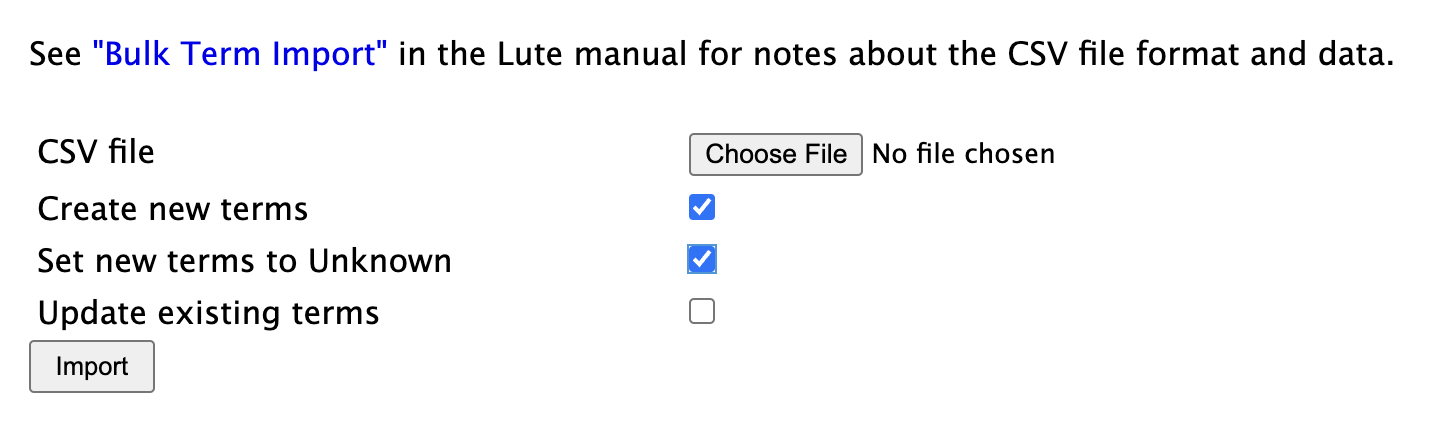 See "Bulk Term Import" in the Lute manual for notes about the CSV file format and data.
CSV file Choose File No file chosen
Create new terms
Set new terms to Unknown
Update existing terms
Import